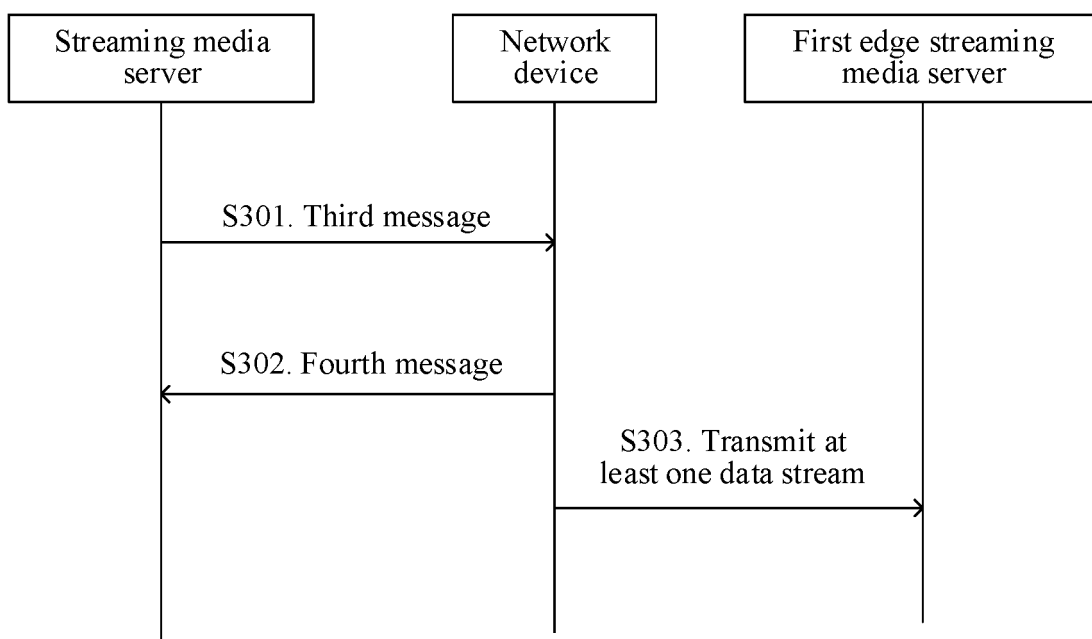 Streaming media
server
Network
device
First edge streaming
media server
S301. Third message
S302. Fourth message
S303. Transmit at
least one data stream